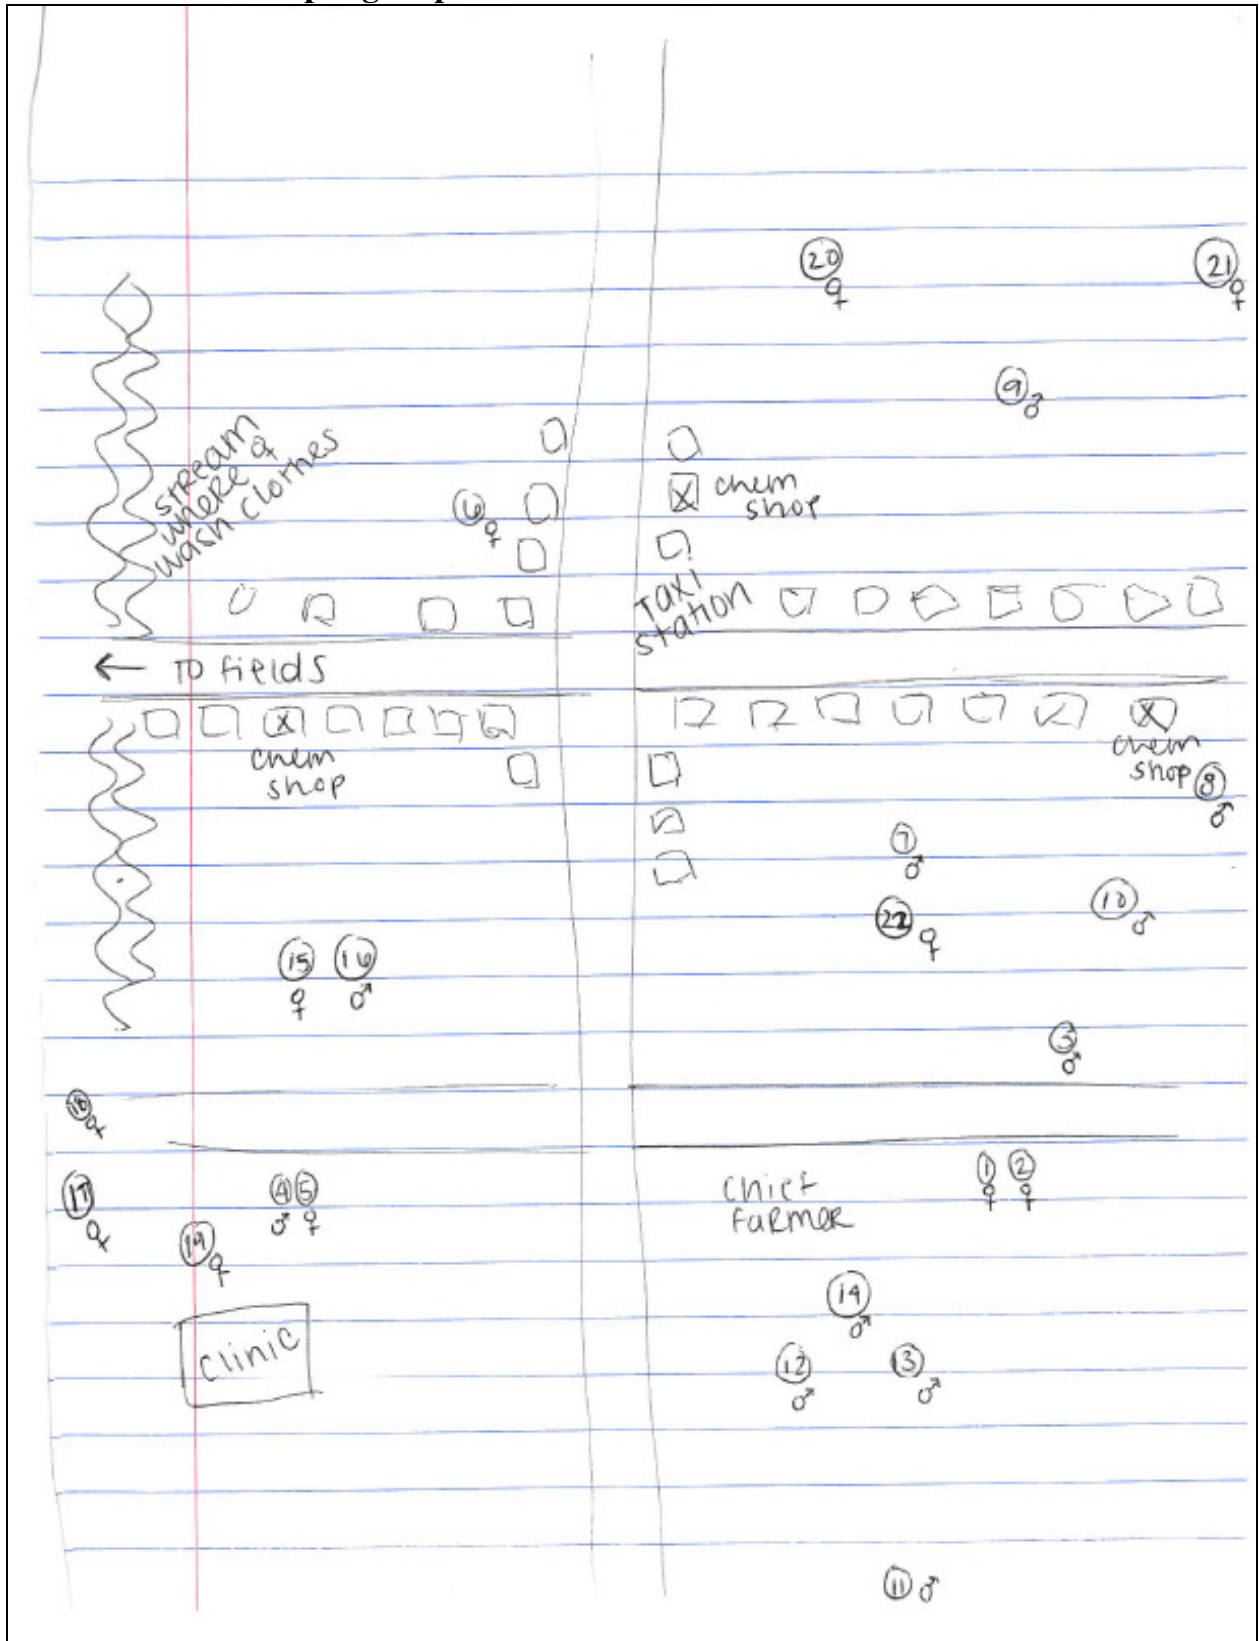 20
♀
21
♀
9
♂
stream
where ♀
wash clothes
6
♀
X chem
shop
Taxi
station
← To fields
X
chem
shop
X
chem
shop
8
♂
7
♂
22
♀
10
♂
15 16
♀ ♂
3
♂
18
♀
17
♀
4 5
♂ ♀
19
♀
Chief
farmer
1 2
♀ ♀
Clinic
14
♂
12
♂
13
♂
11 ♂